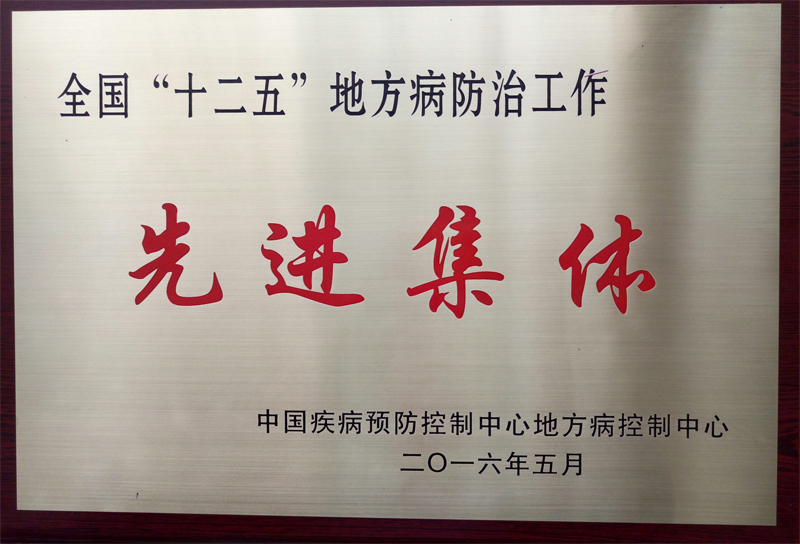 全国“十二五”地方病防治工作
先进集体
中国疾病预防控制中心地方病控制中心
二〇一六年五月